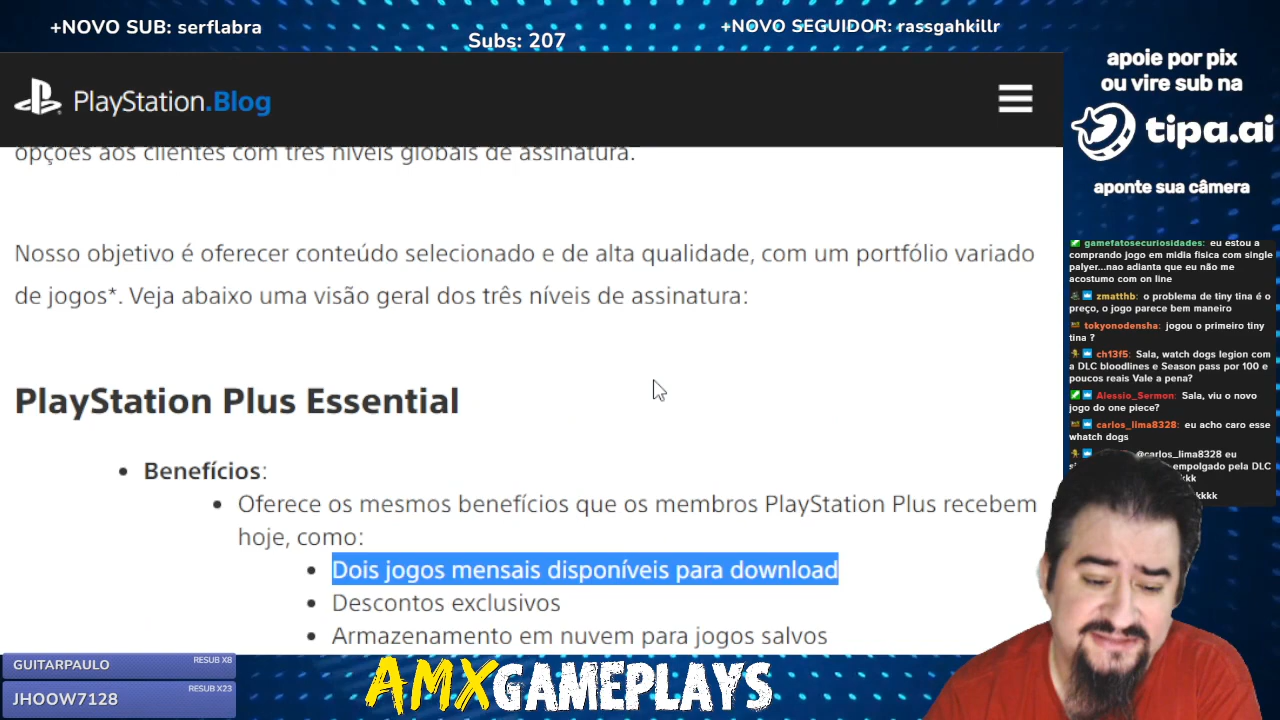 +NOVO SUB: serflabra
Subs: 207
+NOVO SEGUIDOR: rassgahkillr
PlayStation.Blog
opções aos clientes com três níveis globais de assinatura.
Nosso objetivo é oferecer conteúdo selecionado e de alta qualidade, com um portfólio variado
de jogos*. Veja abaixo uma visão geral dos três níveis de assinatura:
PlayStation Plus Essential
Benefícios:
Oferece os mesmos benefícios que os membros PlayStation Plus recebem
hoje, como:
Dois jogos mensais disponíveis para download
Descontos exclusivos
Armazenamento em nuvem para jogos salvos
apoie por pix
ou vire sub na
tipa.ai
aponte sua câmera
gamefatosecuriosidades: eu estou a
comprando jogo em midia fisica com single
palyer...nao adianta que eu não me
acostumo com on line
zmatthb: o problema de tiny tina é o
preço, o jogo parece bem maneiro
tokyonodensha: jogou o primeiro tiny
tina ?
ch13f5: Sala, watch dogs legion com
a DLC bloodlines e Season pass por 100 e
poucos reais Vale a pena?
Alessio_Sermon: Sala, viu o novo
jogo do one piece?
carlos_lima8328: eu acho caro esse
whatch dogs
@carlos_lima8328 eu
empolgado pela DLC
GUITARPAULO
RESUB X8
JHOOW7128
RESUB X23
AMXGAMEPLAYS